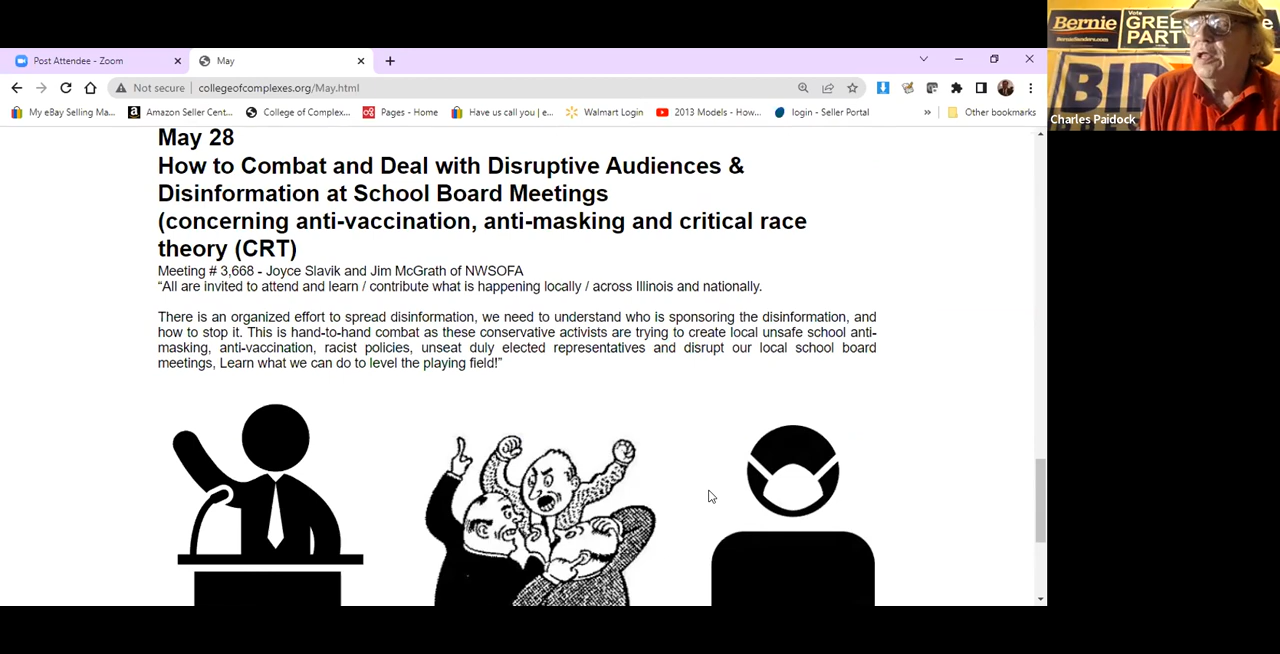 Post Attendee - Zoom
May
Not secure
collegeofcomplexes.org/May.html
My eBay Selling Ma...
Amazon Seller Cent...
College of Complex...
Pages - Home
Have us call you | e...
Walmart Login
2013 Models - How...
login - Seller Portal
»
Other bookmarks
May 28
How to Combat and Deal with Disruptive Audiences &
Disinformation at School Board Meetings
(concerning anti-vaccination, anti-masking and critical race
theory (CRT)
Meeting # 3,668 - Joyce Slavik and Jim McGrath of NWSOFA
“All are invited to attend and learn / contribute what is happening locally / across Illinois and nationally.
There is an organized effort to spread disinformation, we need to understand who is sponsoring the disinformation, and
how to stop it. This is hand-to-hand combat as these conservative activists are trying to create local unsafe school anti-
masking, anti-vaccination, racist policies, unseat duly elected representatives and disrupt our local school board
meetings, Learn what we can do to level the playing field!”
Bernie
BernieSanders.com
Vote
GREE
PARTY
BID
Charles Paidock